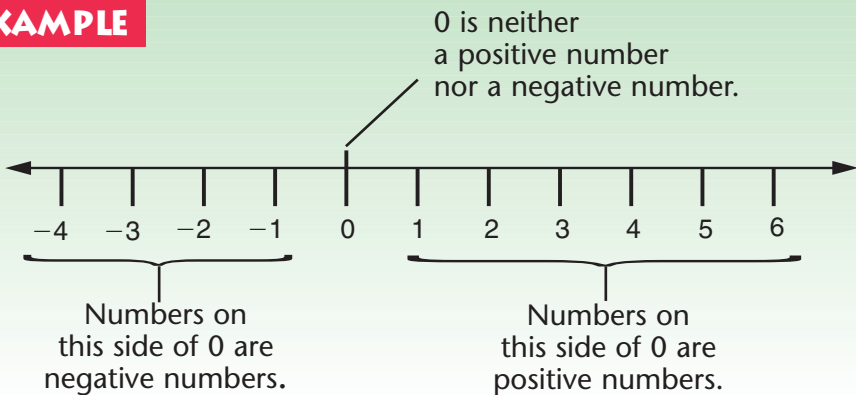 XAMPLE
0 is neither
a positive number
nor a negative number.
−4 −3 −2 −1 0 1 2 3 4 5 6
Numbers on
this side of 0 are
negative numbers.
Numbers on
this side of 0 are
positive numbers.